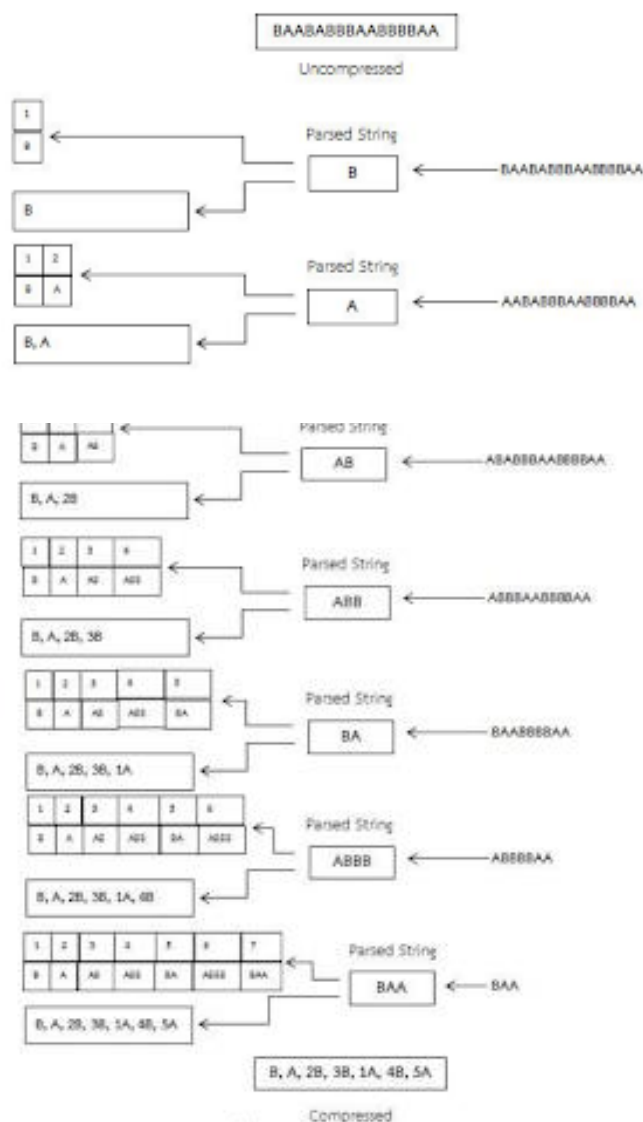 BAABABBBAABBBBAA
Uncompressed
1
B
Parsed String
B
BAABABBBAABBBBAA
B
1 2
B A
Parsed String
A
AABABBBAABBBBAA
B, A
Parsed String
B A AB
AB
ABABBBAABBBBAA
B, A, 2B
1 2 3 4
B A AB ABB
Parsed String
ABB
ABBBAABBBBAA
B, A, 2B, 3B
1 2 3 4 5
B A AB ABB BA
Parsed String
BA
BAABBBBAA
B, A, 2B, 3B, 1A
1 2 3 4 5 6
B A AB ABB BA ABBB
Parsed String
ABBB
ABBBBAA
B, A, 2B, 3B, 1A, 4B
1 2 3 4 5 6 7
B A AB ABB BA ABBB BAA
Parsed String
BAA
BAA
B, A, 2B, 3B, 1A, 4B, 5A
B, A, 2B, 3B, 1A, 4B, 5A
Compressed